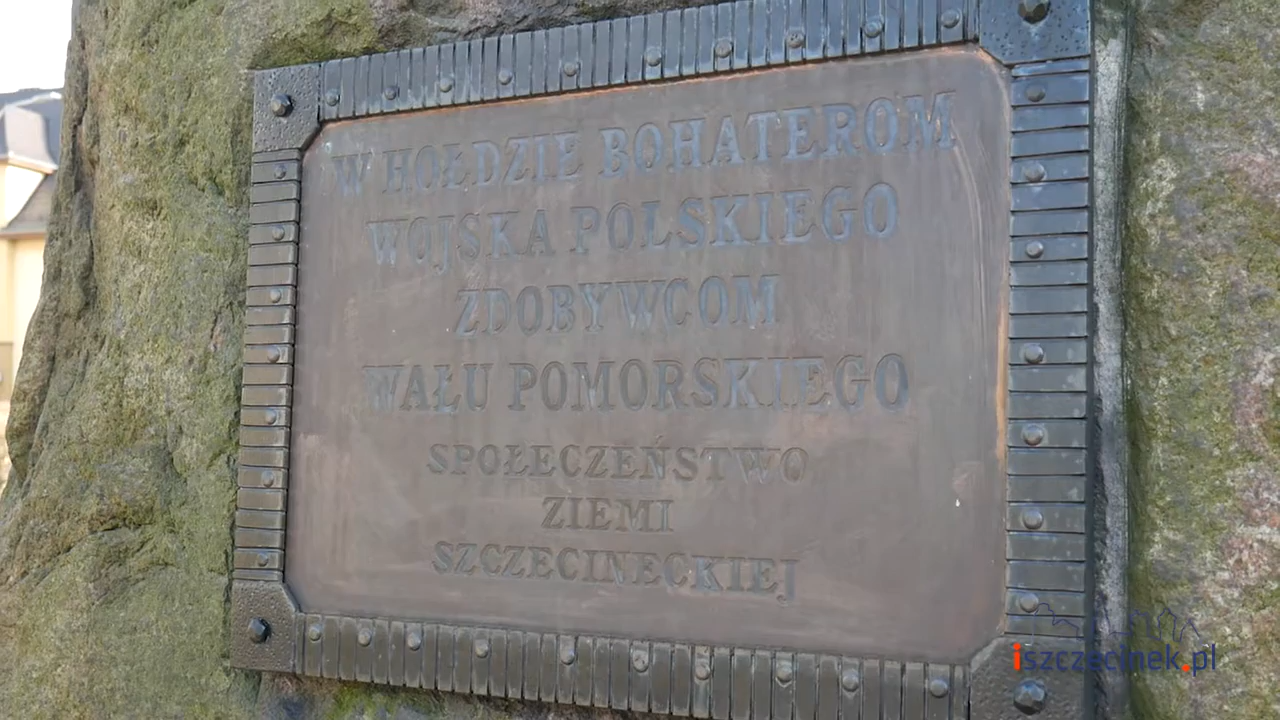 W HOŁDZIE BOHATEROM
WOJSKA POLSKIEGO
ZDOBYWCOM
WAŁU POMORSKIEGO
SPOŁECZEŃSTWO
ZIEMI
SZCZECINECKIEJ
iszczecinek.pl